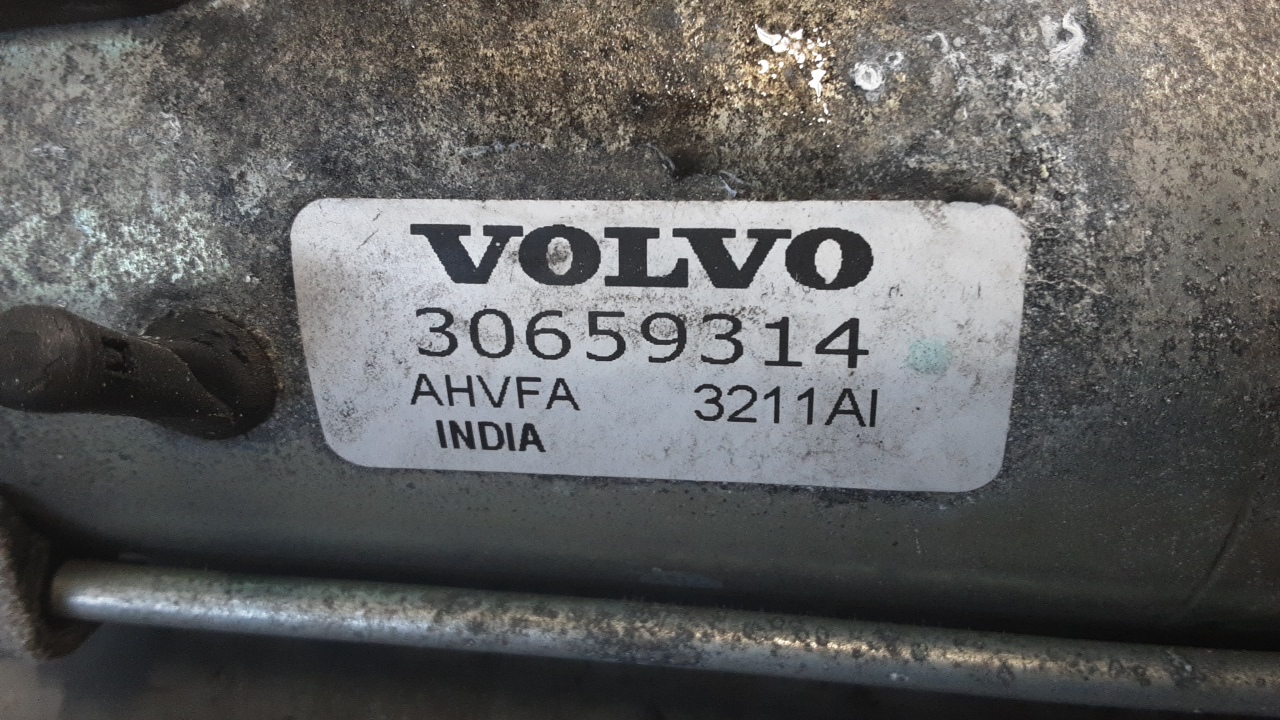 VOLVO
30659314
AHVFA 3211AI
INDIA